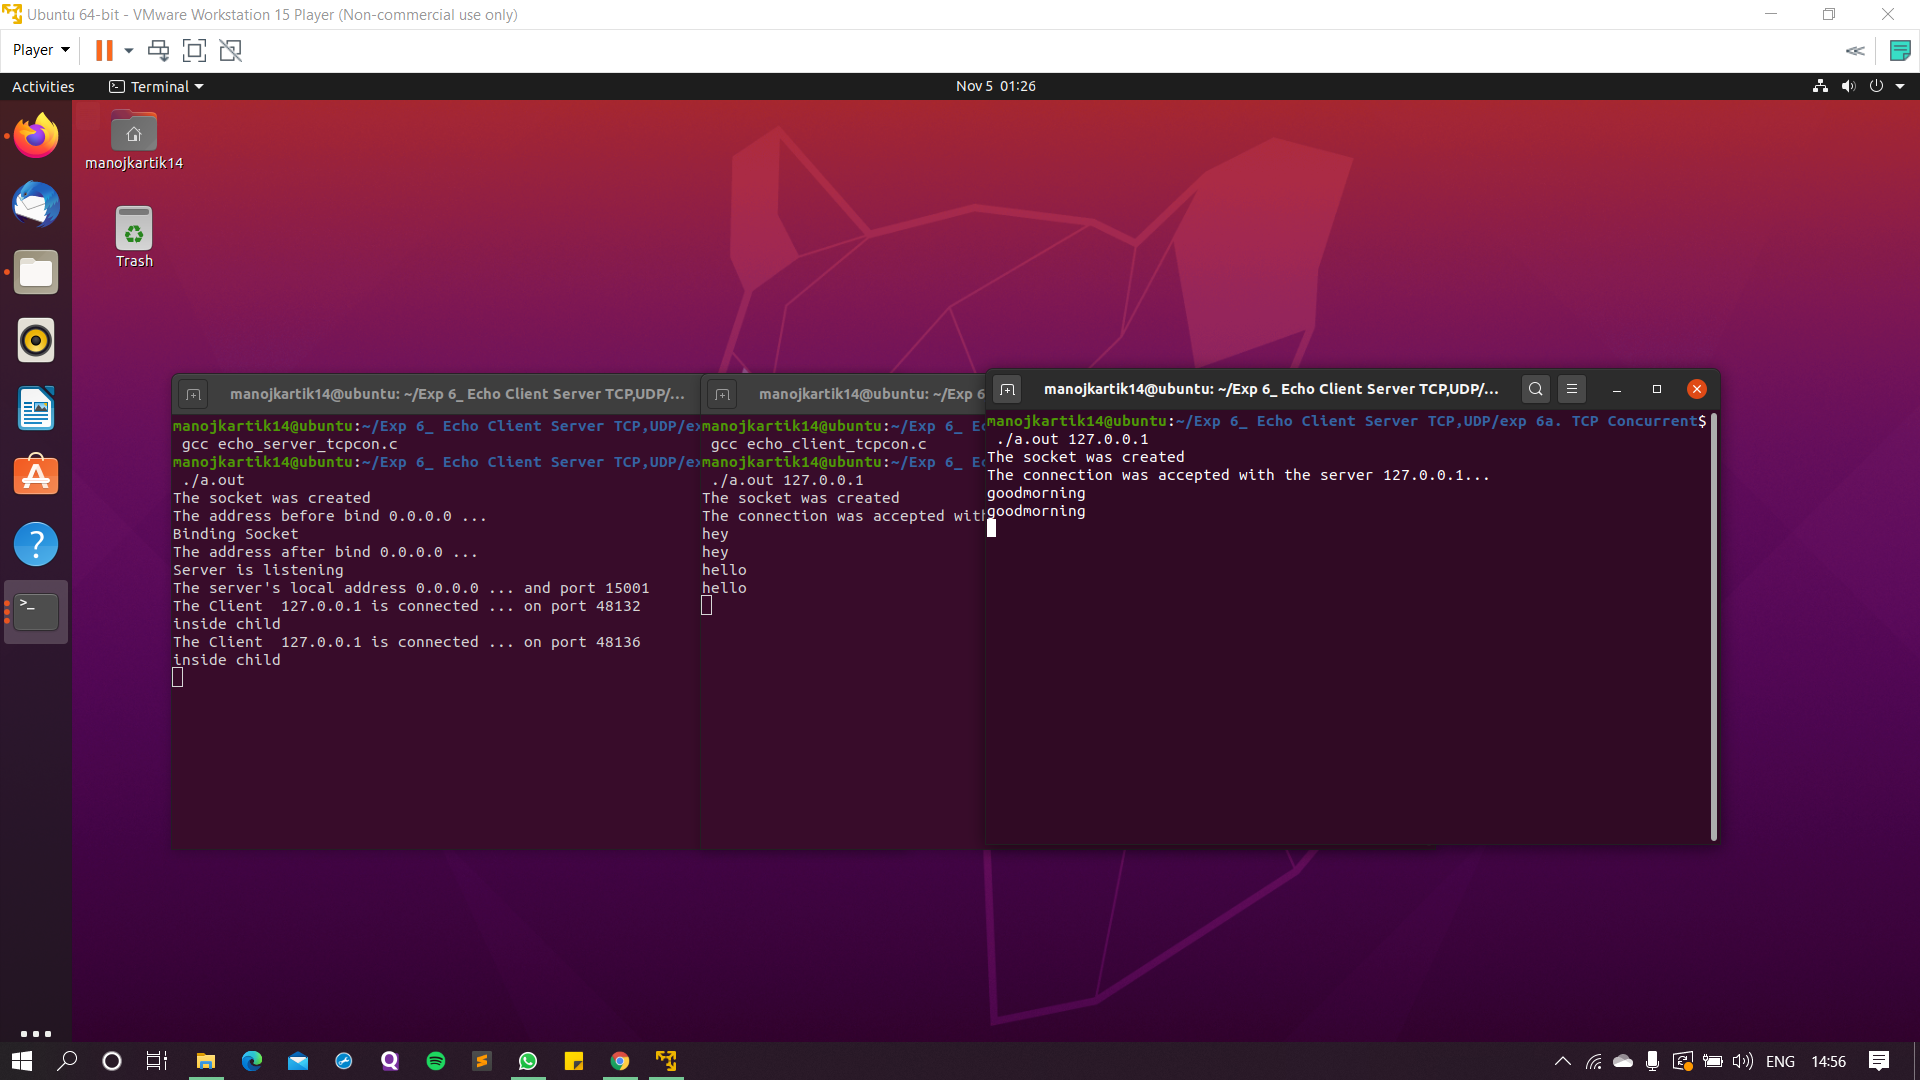 Ubuntu 64-bit - VMware Workstation 15 Player (Non-commercial use only)
Player
Activities
Terminal
Nov 5 01:26
manojkartik14
Trash
manojkartik14@ubuntu: ~/Exp 6_ Echo Client Server TCP,UDP/...
manojkartik14@ubuntu:~/Exp 6_ Echo Client Server TCP,UDP/ex
gcc echo_server_tcpcon.c
manojkartik14@ubuntu:~/Exp 6_ Echo Client Server TCP,UDP/ex
./a.out
The socket was created
The address before bind 0.0.0.0 ...
Binding Socket
The address after bind 0.0.0.0 ...
Server is listening
The server's local address 0.0.0.0 ... and port 15001
The Client  127.0.0.1 is connected ... on port 48132
inside child
The Client  127.0.0.1 is connected ... on port 48136
inside child
manojkartik14@ubuntu: ~/Exp 6
manojkartik14@ubuntu:~/Exp 6_ Ec
gcc echo_client_tcpcon.c
manojkartik14@ubuntu:~/Exp 6_ Ec
./a.out 127.0.0.1
The socket was created
The connection was accepted with
hey
hey
hello
hello
manojkartik14@ubuntu: ~/Exp 6_ Echo Client Server TCP,UDP/...
manojkartik14@ubuntu:~/Exp 6_ Echo Client Server TCP,UDP/exp 6a. TCP Concurrent$
./a.out 127.0.0.1
The socket was created
The connection was accepted with the server 127.0.0.1...
goodmorning
goodmorning
ENG
14:56